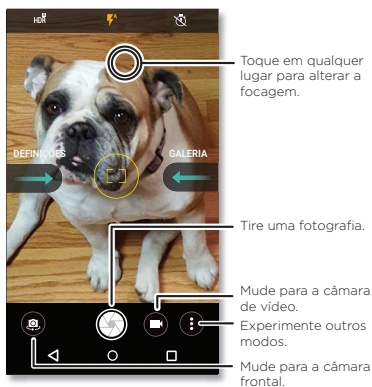 HDR
A
Toque em qualquer
lugar para alterar a
focagem.
DEFINIÇÕES
GALERIA
Tire uma fotografia.
Mude para a câmara
de vídeo.
Experimente outros
modos.
Mude para a câmara
frontal.